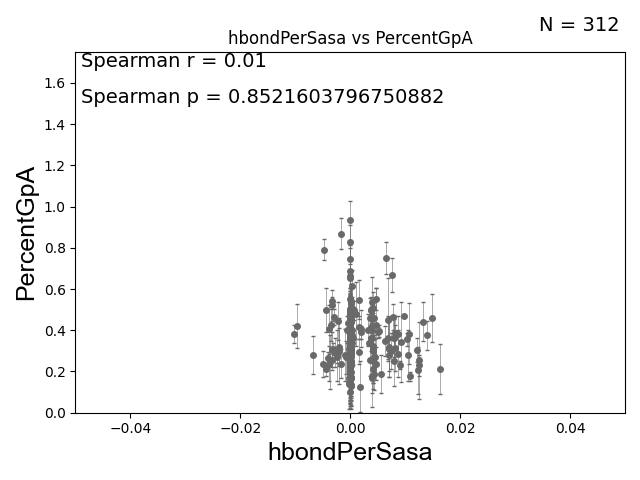 N = 312
hbondPerSasa vs PercentGpA
Spearman r = 0.01
Spearman p = 0.8521603796750882
PercentGpA
1.6
1.4
1.2
1.0
0.8
0.6
0.4
0.2
0.0
−0.04
−0.02
0.00
0.02
0.04
hbondPerSasa